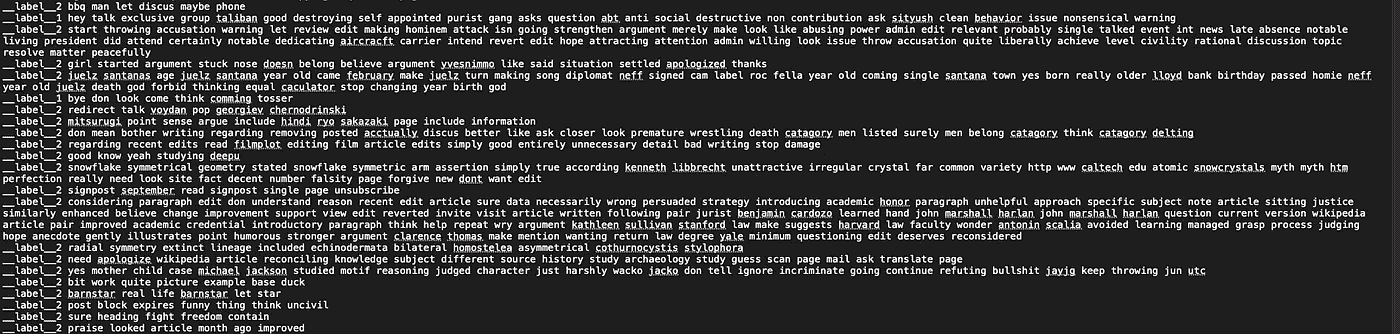 __label__2 bbq man let discus maybe phone
__label__1 hey talk exclusive group taliban good destroying self appointed purist gang asks question abt anti social destructive non contribution ask sityush clean behavior issue nonsensical warning
__label__2 start throwing accusation warning let review edit making hominem attack isn going strengthen argument merely make look like abusing power admin edit relevant probably single talked event int news late absence notable
living president did attend certainly notable dedicating aircracft carrier intend revert edit hope attracting attention admin willing look issue throw accusation quite liberally achieve level civility rational discussion topic
resolve matter peacefully
__label__2 girl started argument stuck nose doesn belong believe argument yvesnimmo like said situation settled apologized thanks
__label__2 juelz santanas age juelz santana year old came february make juelz turn making song diplomat neff signed cam label roc fella year old coming single santana town yes born really older lloyd bank birthday passed homie neff
year old juelz death god forbid thinking equal caculator stop changing year birth god
__label__1 bye don look come think comming tosser
__label__2 redirect talk voydan pop georgiev chernodrinski
__label__2 mitsurugi point sense argue include hindi ryo sakazaki page include information
__label__2 don mean bother writing regarding removing posted acctually discus better like ask closer look premature wrestling death catagory men listed surely men belong catagory think catagory delting
__label__2 regarding recent edits read filmplot editing film article edits simply good entirely unnecessary detail bad writing stop damage
__label__2 good know yeah studying deepu
__label__2 snowflake symmetrical geometry stated snowflake symmetric arm assertion simply true according kenneth libbrecht unattractive irregular crystal far common variety http www caltech edu atomic snowcrystals myth myth htm
perfection really need look site fact decent number falsity page forgive new dont want edit
__label__2 signpost september read signpost single page unsubscribe
__label__2 considering paragraph edit don understand reason recent edit article sure data necessarily wrong persuaded strategy introducing academic honor paragraph unhelpful approach specific subject note article sitting justice
similarly enhanced believe change improvement support view edit reverted invite visit article written following pair jurist benjamin cardozo learned hand john marshall harlan john marshall harlan question current version wikipedia
article pair improved academic credential introductory paragraph think help repeat wry argument kathleen sullivan stanford law make suggests harvard law faculty wonder antonin scalia avoided learning managed grasp process judging
hope anecdote gently illustrates point humorous stronger argument clarence thomas make mention wanting return law degree yale minimum questioning edit deserves reconsidered
__label__2 radial symmetry extinct lineage included echinodermata bilateral homostelea asymmetrical cothurnocystis stylophora
__label__2 need apologize wikipedia article reconciling knowledge subject different source history study archaeology study guess scan page mail ask translate page
__label__2 yes mother child case michael jackson studied motif reasoning judged character just harshly wacko jacko don tell ignore incriminate going continue refuting bullshit jayjg keep throwing jun utc
__label__2 bit work quite picture example base duck
__label__2 barnstar real life barnstar let star
__label__2 post block expires funny thing think uncivil
__label__2 sure heading fight freedom contain
__label__2 praise looked article month ago improved